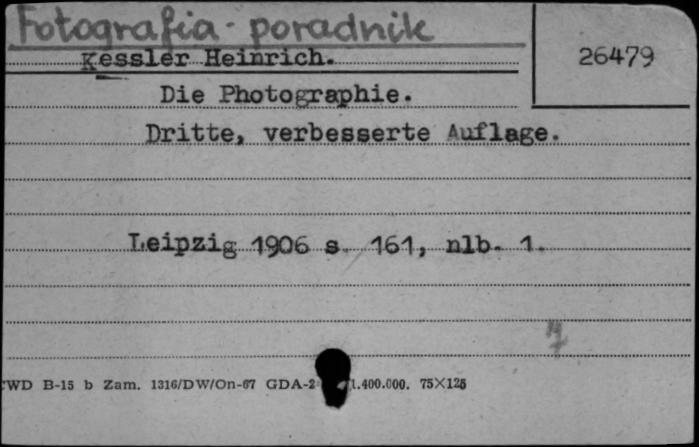 Fotografia - poradnik
26479
Kessler Heinrich.
Die Photographie.
Dritte, verbesserte Auflage.
Leipzig 1906 s. 161, nlb. 1.
WD B-15 b Zam. 1316/DW/On-67 GDA-2 1.400.000. 75X125